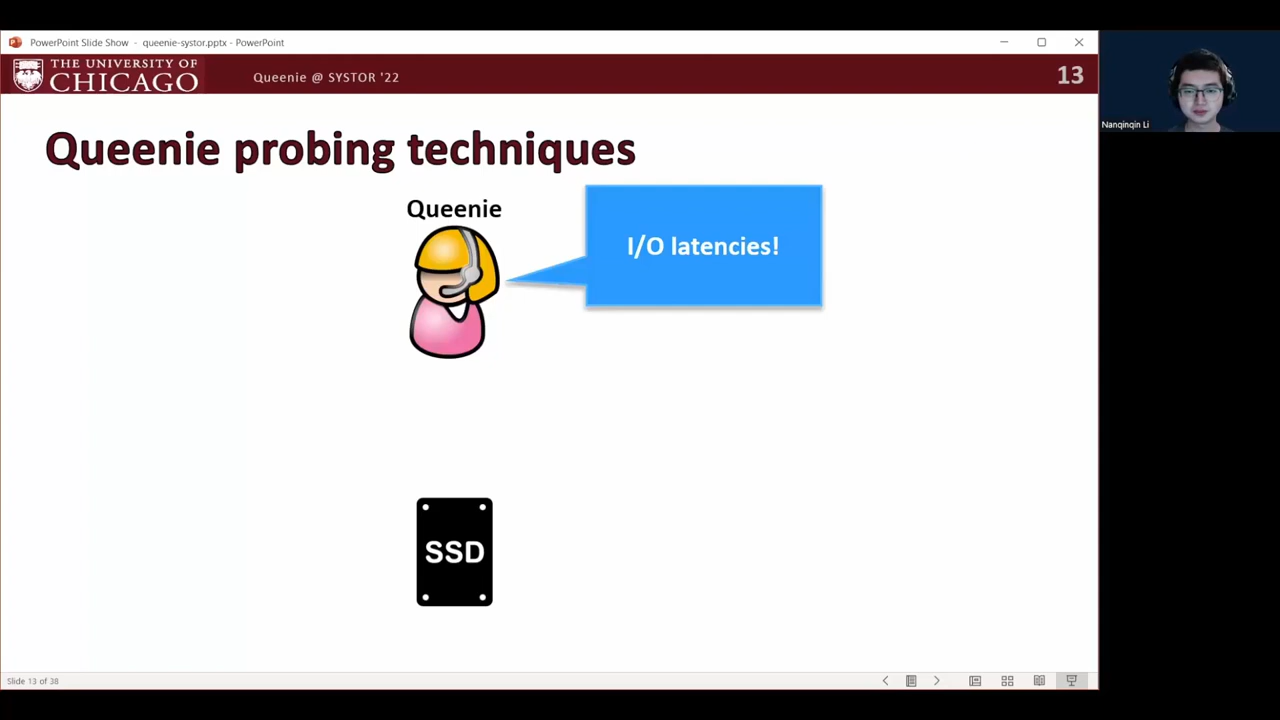 PowerPoint Slide Show - queenie-systor.pptx - PowerPoint
THE UNIVERSITY OF
CHICAGO
Queenie @ SYSTOR '22
13
Nanqinqin Li
Queenie probing techniques
Queenie
I/O latencies!
SSD
Slide 13 of 38